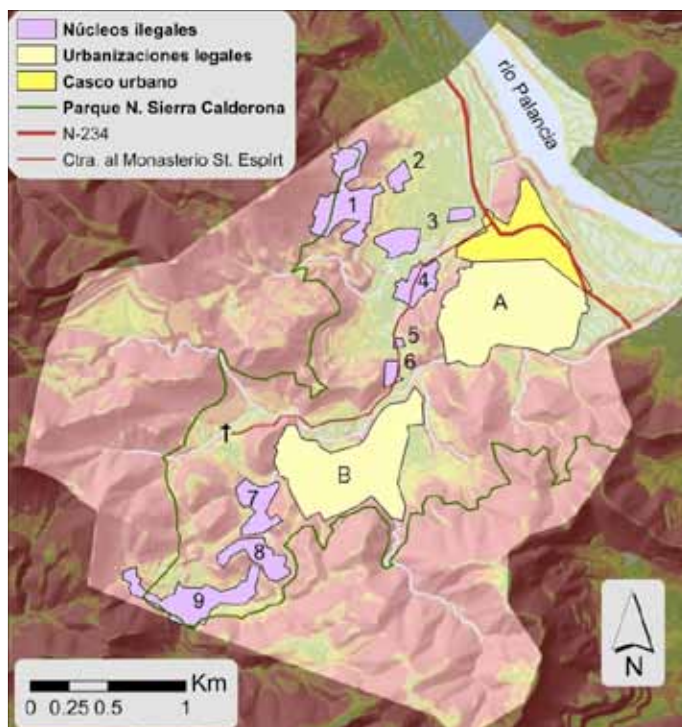 Núcleos ilegales
Urbanizaciones legales
Casco urbano
Parque N. Sierra Calderona
N-234
Ctra. al Monasterio St. Espírt
río Palancia
2
1
3
4
A
5
6
B
7
8
9
Km
0 0.25 0.5 1
N